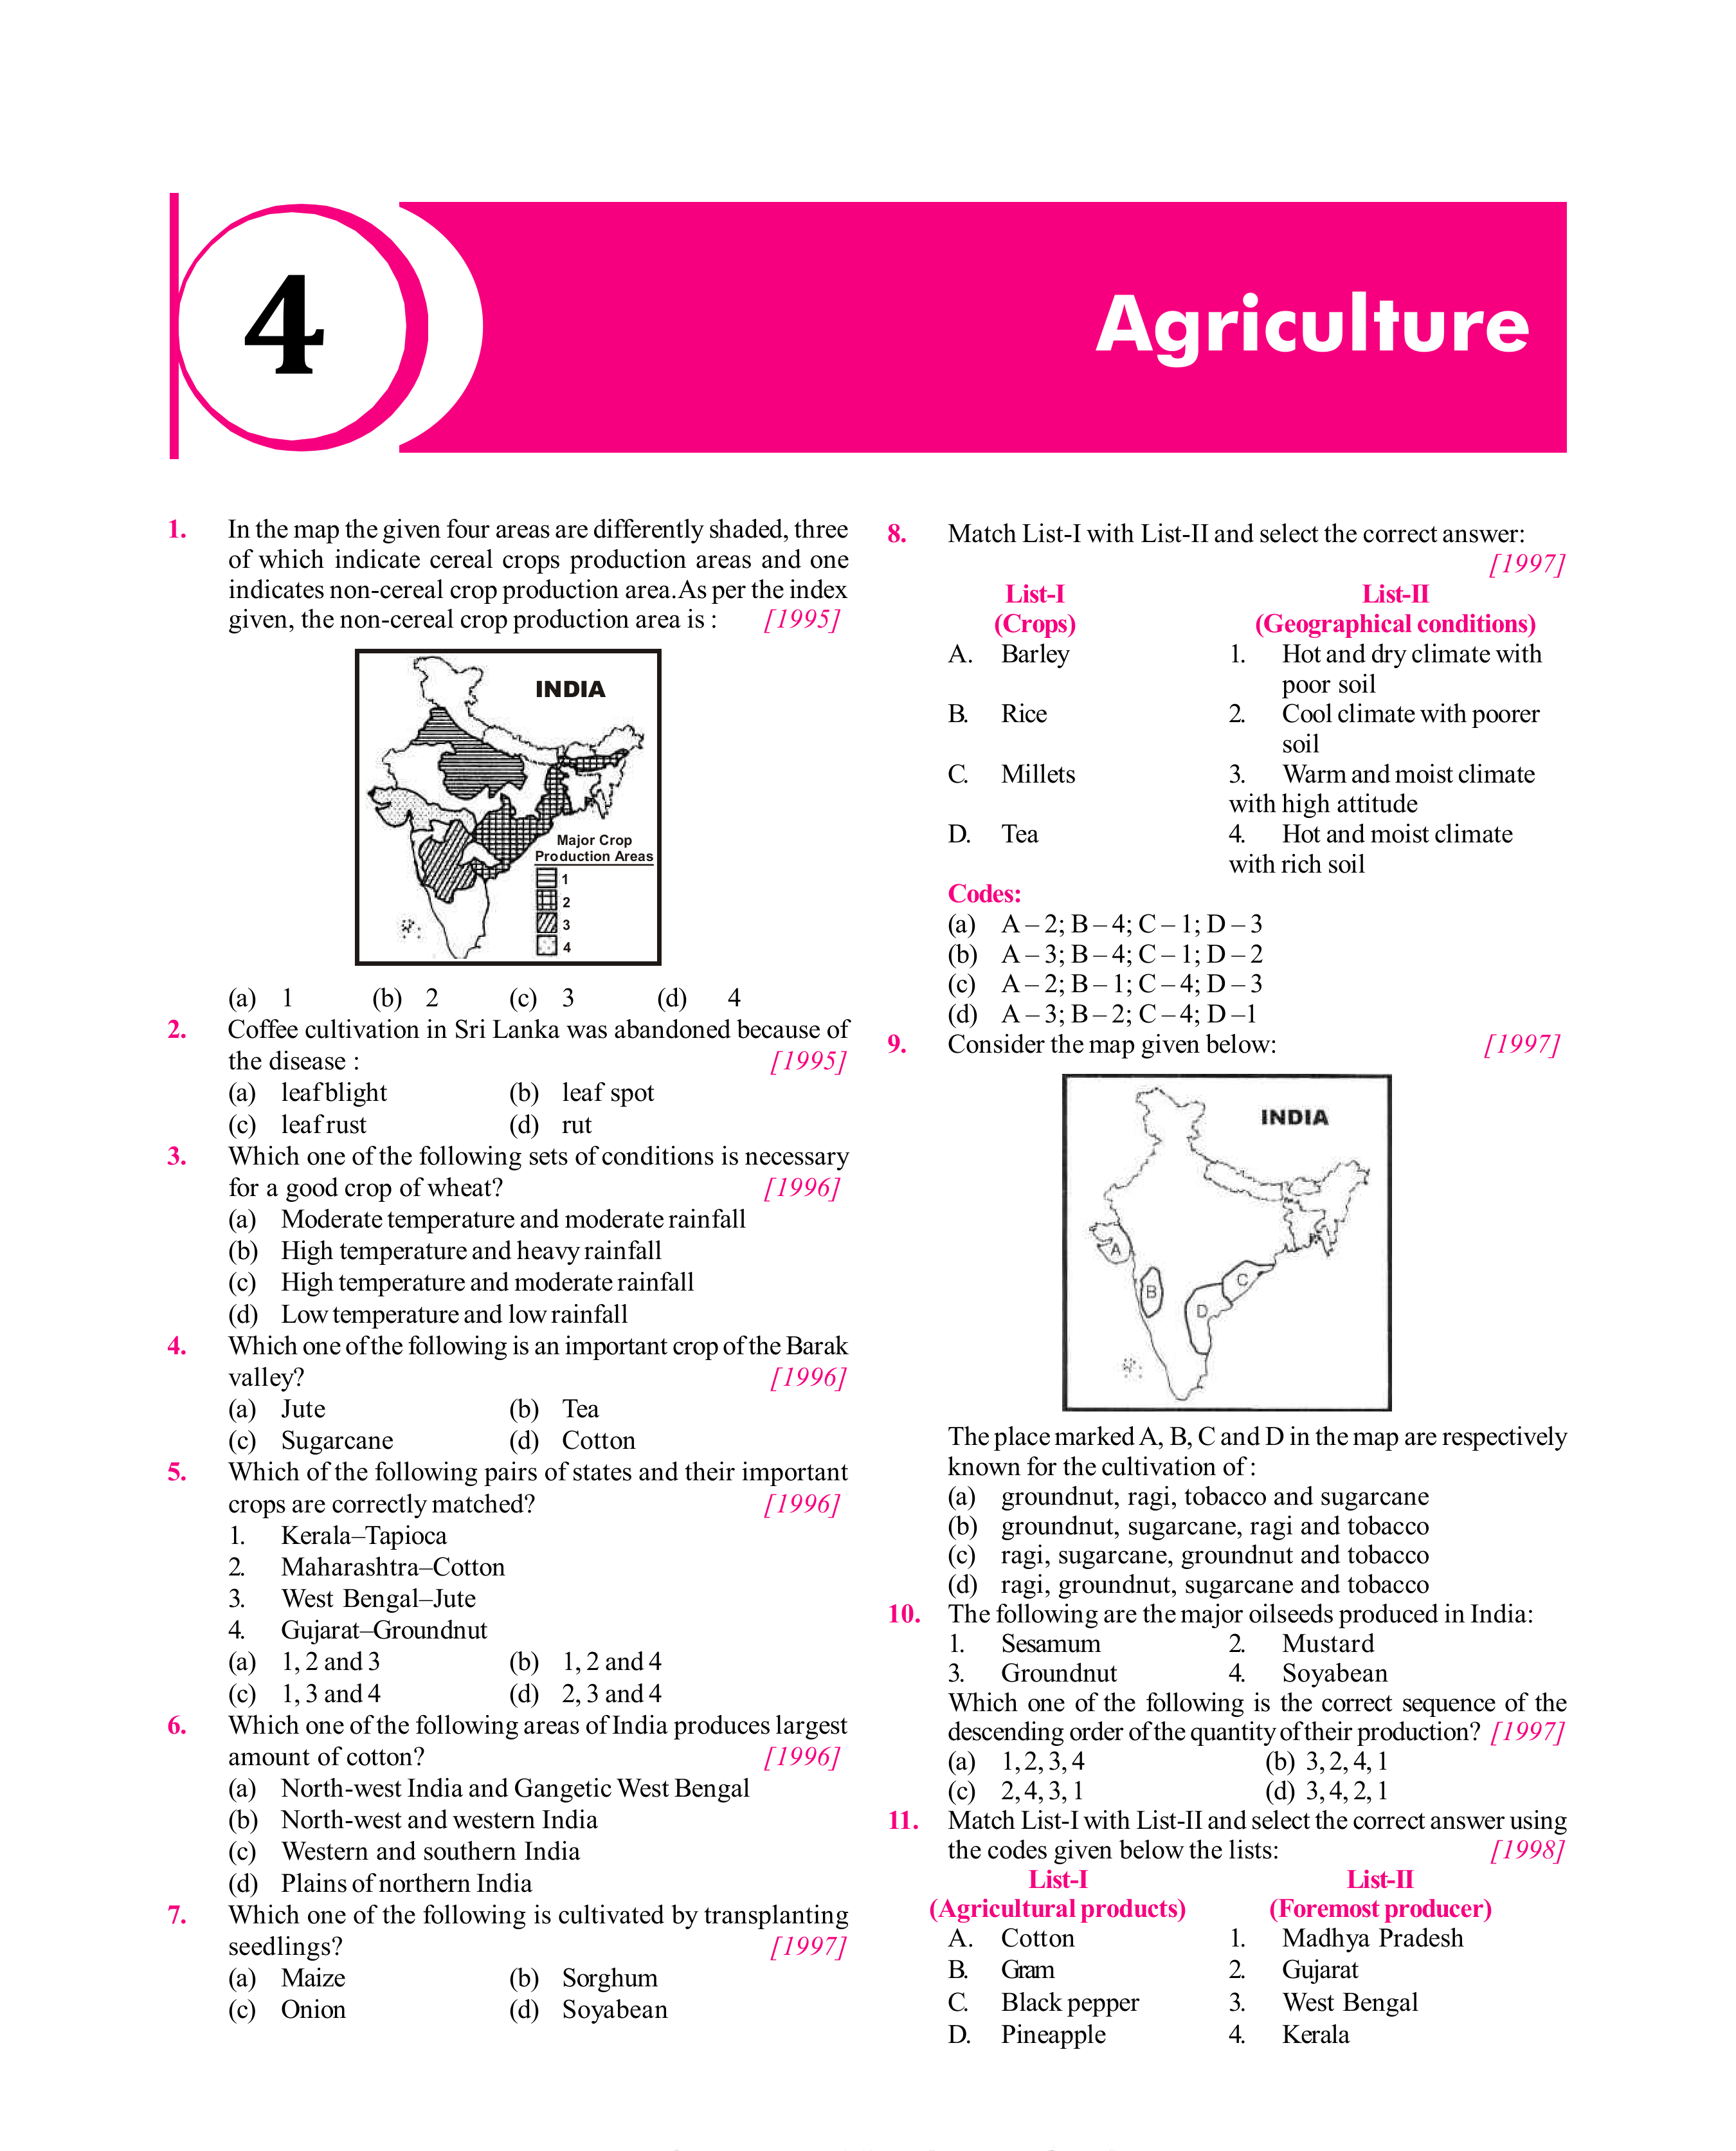 4
Agriculture
1. In the map the given four areas are differently shaded, three
of which indicate cereal crops production areas and one
indicates non-cereal crop production area.As per the index
given, the non-cereal crop production area is : [1995]
INDIA
Major Crop
Production Areas
1
2
3
4
(a) 1 (b) 2 (c) 3 (d) 4
2. Coffee cultivation in Sri Lanka was abandoned because of
the disease : [1995]
(a) leaf blight (b) leaf spot
(c) leaf rust (d) rut
3. Which one of the following sets of conditions is necessary
for a good crop of wheat? [1996]
(a) Moderate temperature and moderate rainfall
(b) High temperature and heavy rainfall
(c) High temperature and moderate rainfall
(d) Low temperature and low rainfall
4. Which one of the following is an important crop of the Barak
valley? [1996]
(a) Jute (b) Tea
(c) Sugarcane (d) Cotton
5. Which of the following pairs of states and their important
crops are correctly matched? [1996]
1. Kerala–Tapioca
2. Maharashtra–Cotton
3. West Bengal–Jute
4. Gujarat–Groundnut
(a) 1, 2 and 3 (b) 1, 2 and 4
(c) 1, 3 and 4 (d) 2, 3 and 4
6. Which one of the following areas of India produces largest
amount of cotton? [1996]
(a) North-west India and Gangetic West Bengal
(b) North-west and western India
(c) Western and southern India
(d) Plains of northern India
7. Which one of the following is cultivated by transplanting
seedlings? [1997]
(a) Maize (b) Sorghum
(c) Onion (d) Soyabean
8. Match List-I with List-II and select the correct answer:
[1997]
List-I List-II
(Crops) (Geographical conditions)
A. Barley 1. Hot and dry climate with
poor soil
B. Rice 2. Cool climate with poorer
soil
C. Millets 3. Warm and moist climate
with high attitude
D. Tea 4. Hot and moist climate
with rich soil
Codes:
(a) A – 2; B – 4; C – 1; D – 3
(b) A – 3; B – 4; C – 1; D – 2
(c) A – 2; B – 1; C – 4; D – 3
(d) A – 3; B – 2; C – 4; D –1
9. Consider the map given below: [1997]
INDIA
A
B
C
D
The place marked A, B, C and D in the map are respectively
known for the cultivation of :
(a) groundnut, ragi, tobacco and sugarcane
(b) groundnut, sugarcane, ragi and tobacco
(c) ragi, sugarcane, groundnut and tobacco
(d) ragi, groundnut, sugarcane and tobacco
10. The following are the major oilseeds produced in India:
1. Sesamum 2. Mustard
3. Groundnut 4. Soyabean
Which one of the following is the correct sequence of the
descending order of the quantity of their production? [1997]
(a) 1, 2, 3, 4 (b) 3, 2, 4, 1
(c) 2, 4, 3, 1 (d) 3, 4, 2, 1
11. Match List-I with List-II and select the correct answer using
the codes given below the lists: [1998]
List-I List-II
(Agricultural products) (Foremost producer)
A. Cotton 1. Madhya Pradesh
B. Gram 2. Gujarat
C. Black pepper 3. West Bengal
D. Pineapple 4. Kerala